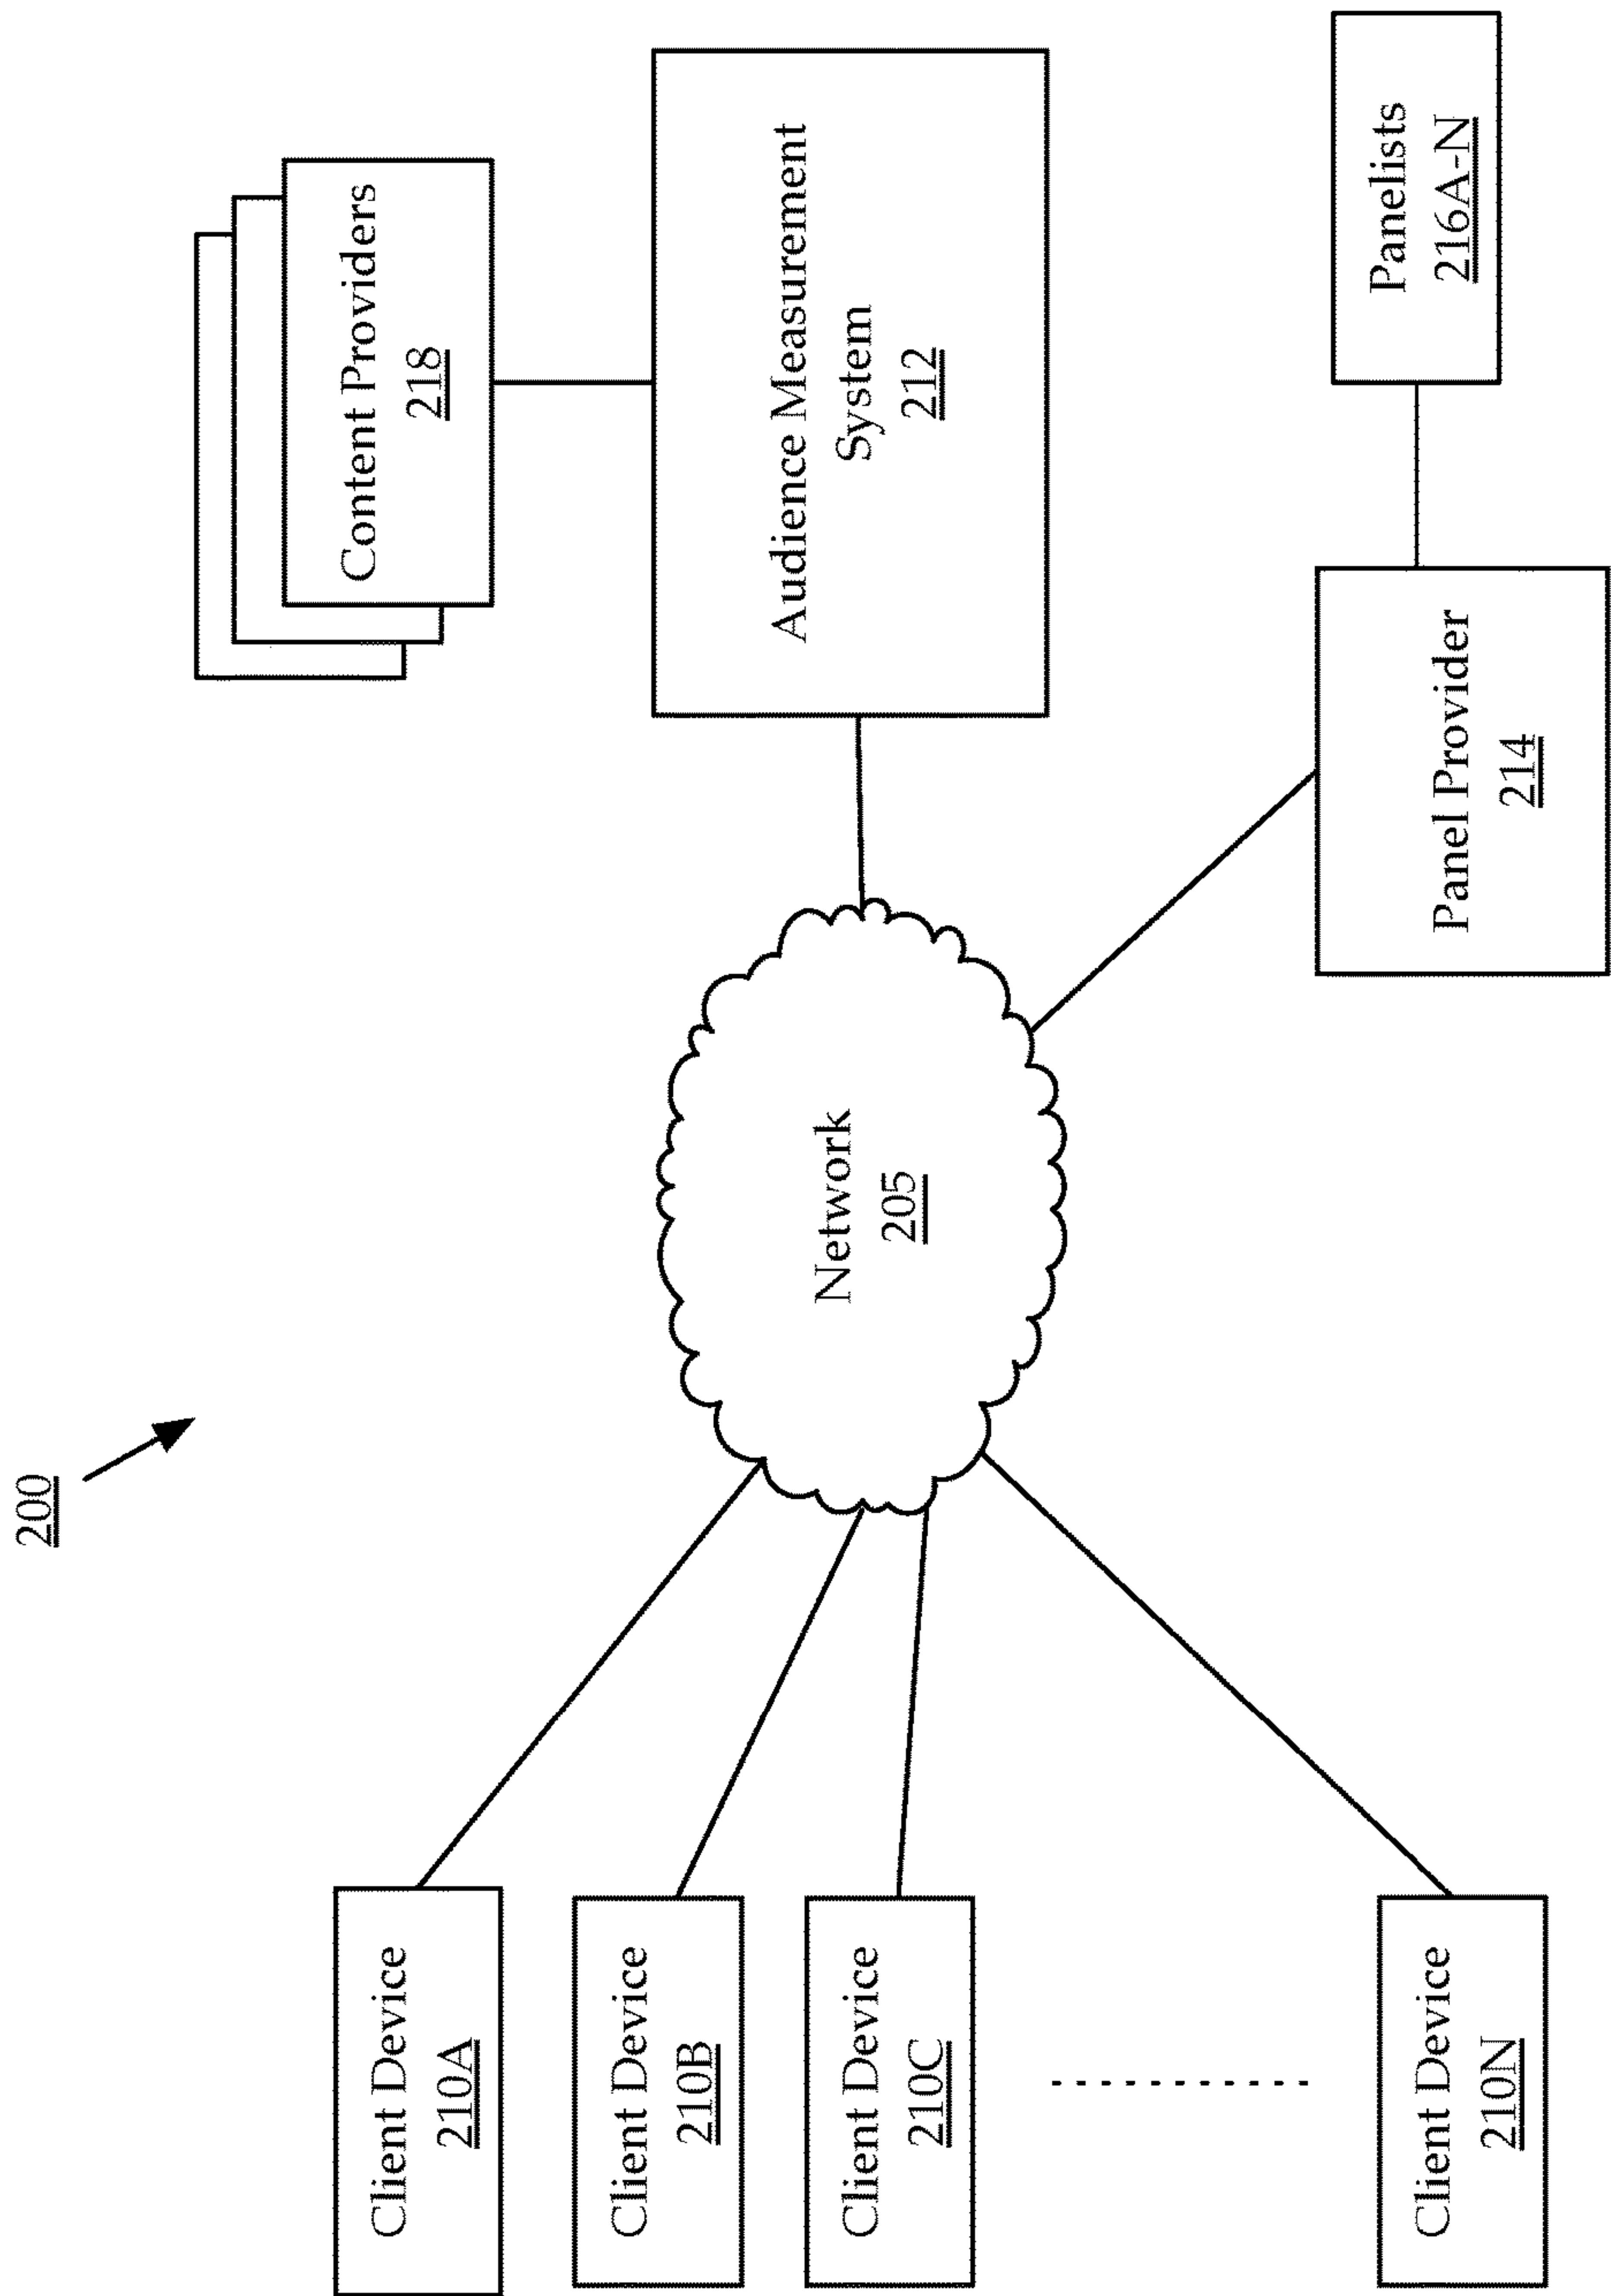 200
Client Device
210A
Client Device
210B
Client Device
210C
Client Device
210N
Network
205
Content Providers
218
Audience Measurement
System
212
Panel Provider
214
Panelists
216A-N